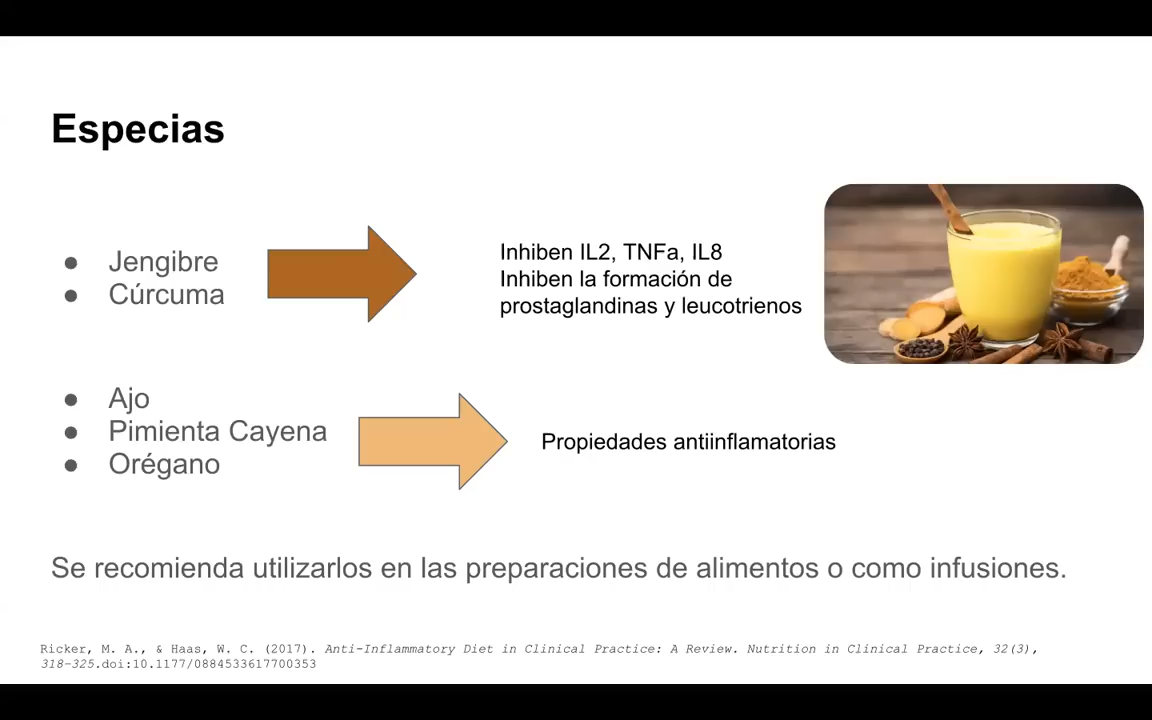 Especias
● Jengibre
● Cúrcuma
Inhiben IL2, TNFa, IL8
Inhiben la formación de
prostaglandinas y leucotrienos
● Ajo
● Pimienta Cayena
● Orégano
Propiedades antiinflamatorias
Se recomienda utilizarlos en las preparaciones de alimentos o como infusiones.
Ricker, M. A., & Haas, W. C. (2017). Anti-Inflammatory Diet in Clinical Practice: A Review. Nutrition in Clinical Practice, 32(3),
318–325.doi:10.1177/0884533617700353